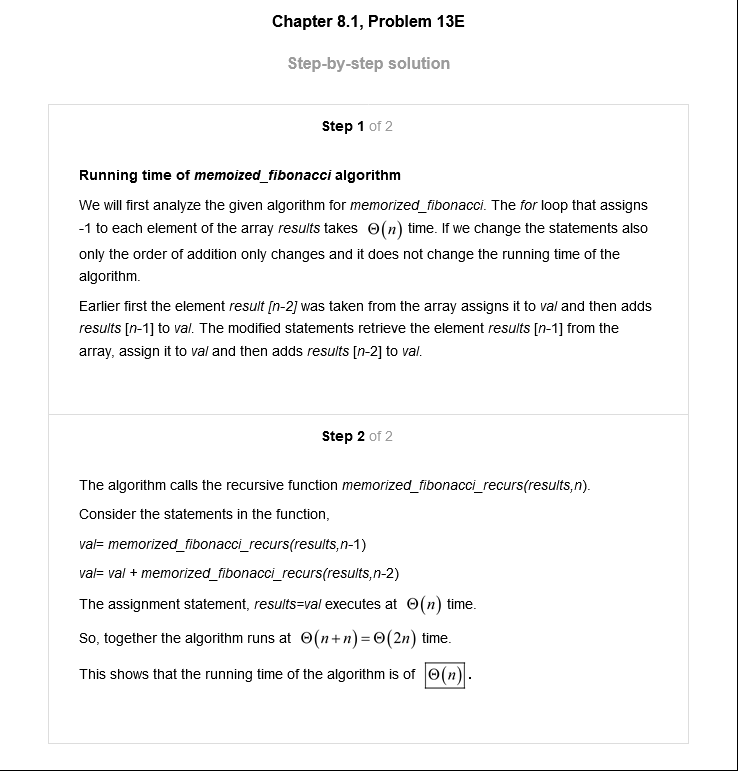 Chapter 8.1, Problem 13E
Step-by-step solution
Step 1 of 2
Running time of memoized_fibonacci algorithm
We will first analyze the given algorithm for memorized_fibonacci. The for loop that assigns
-1 to each element of the array results takes Θ(n) time. If we change the statements also
only the order of addition only changes and it does not change the running time of the
algorithm.
Earlier first the element result [n-2] was taken from the array assigns it to val and then adds
results [n-1] to val. The modified statements retrieve the element results [n-1] from the
array, assign it to val and then adds results [n-2] to val.
Step 2 of 2
The algorithm calls the recursive function memorized_fibonacci_recurs(results,n).
Consider the statements in the function,
val= memorized_fibonacci_recurs(results,n-1)
val= val + memorized_fibonacci_recurs(results,n-2)
The assignment statement, results=val executes at Θ(n) time.
So, together the algorithm runs at Θ(n+n)=Θ(2n) time.
This shows that the running time of the algorithm is of Θ(n).